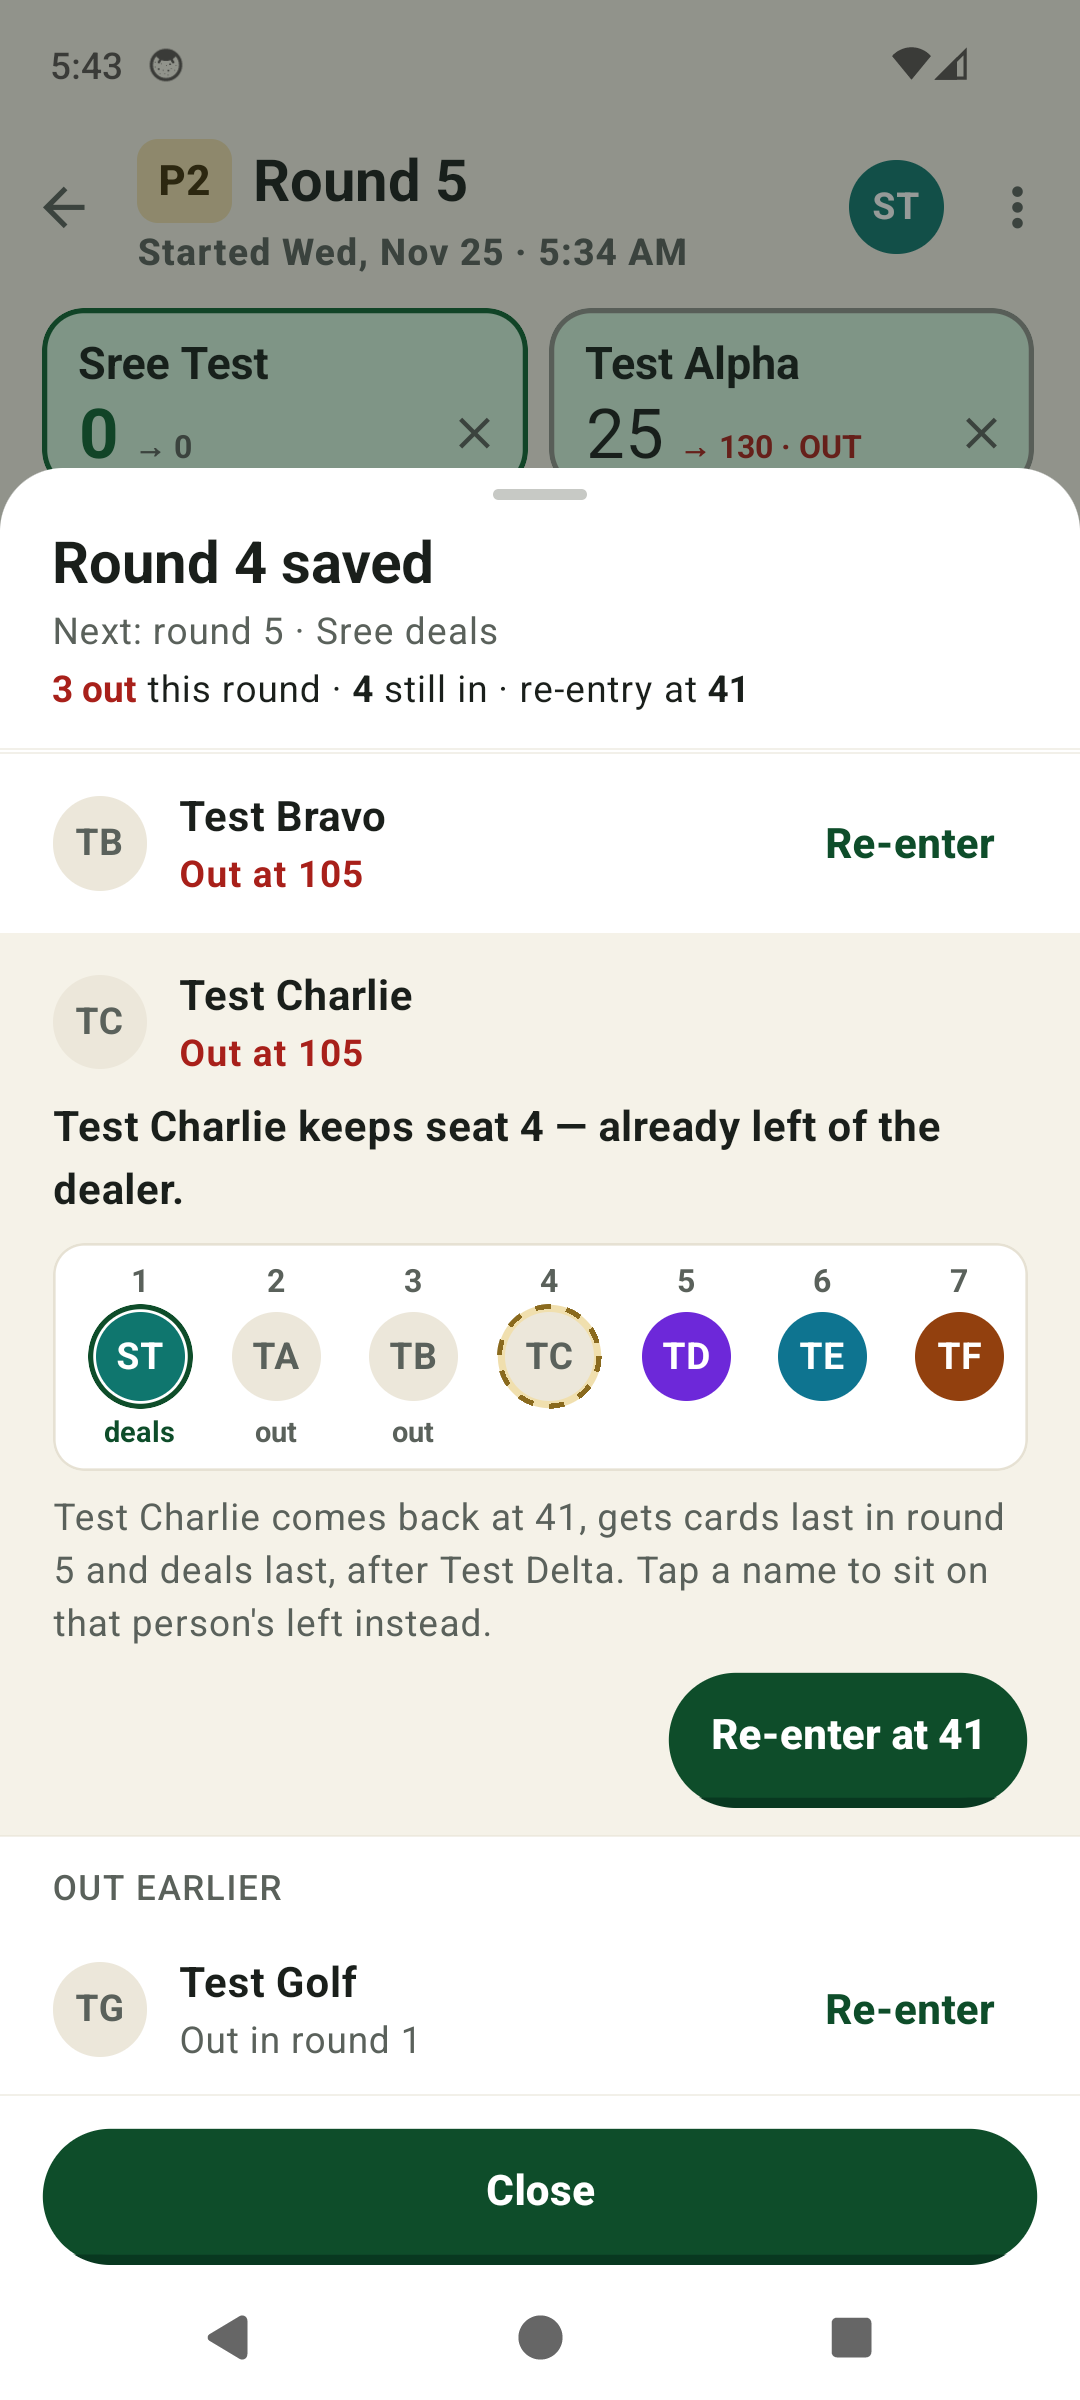 5:43
P2 Round 5
Started Wed, Nov 25 · 5:34 AM
ST
Sree Test
0 → 0
Test Alpha
25 → 130 · OUT
Round 4 saved
Next: round 5 · Sree deals
3 out this round · 4 still in · re-entry at 41
TB
Test Bravo
Out at 105
Re-enter
TC
Test Charlie
Out at 105
Test Charlie keeps seat 4 — already left of the
dealer.
1 2 3 4 5 6 7
ST TA TB TC TD TE TF
deals out out
Test Charlie comes back at 41, gets cards last in round
5 and deals last, after Test Delta. Tap a name to sit on
that person's left instead.
Re-enter at 41
OUT EARLIER
TG
Test Golf
Out in round 1
Re-enter
Close